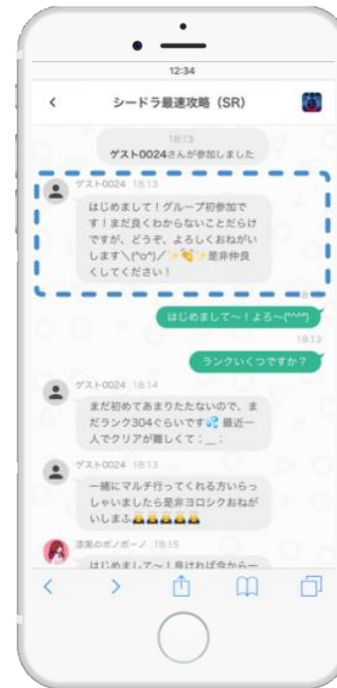 12:34
シードラ最速攻略（SR）
18:13
ゲスト0024さんが参加しました
ゲスト0024 18:13
はじめまして！グループ初参加で
す！まだ良くわからないことだらけ
ですが、どうぞ、よろしくおねがい
します＼(^o^)／✨👏✨是非仲良
くしてください！
はじめまして〜！よろ〜(^^^*)
18:13
ランクいくつですか？
ゲスト0024 18:14
まだ初めてあまりたたないので、ま
だランク304ぐらいです💦 最近一
人でクリアが難しくて；__；
ゲスト0024 18:13
一緒にマルチ行ってくれる方いらっ
しゃいましたら是非ヨロシクおねが
いしまふ🙇🙇🙇🙇🙇
漆黒のボノボーノ 18:15
はじめまして〜！良ければ今から一